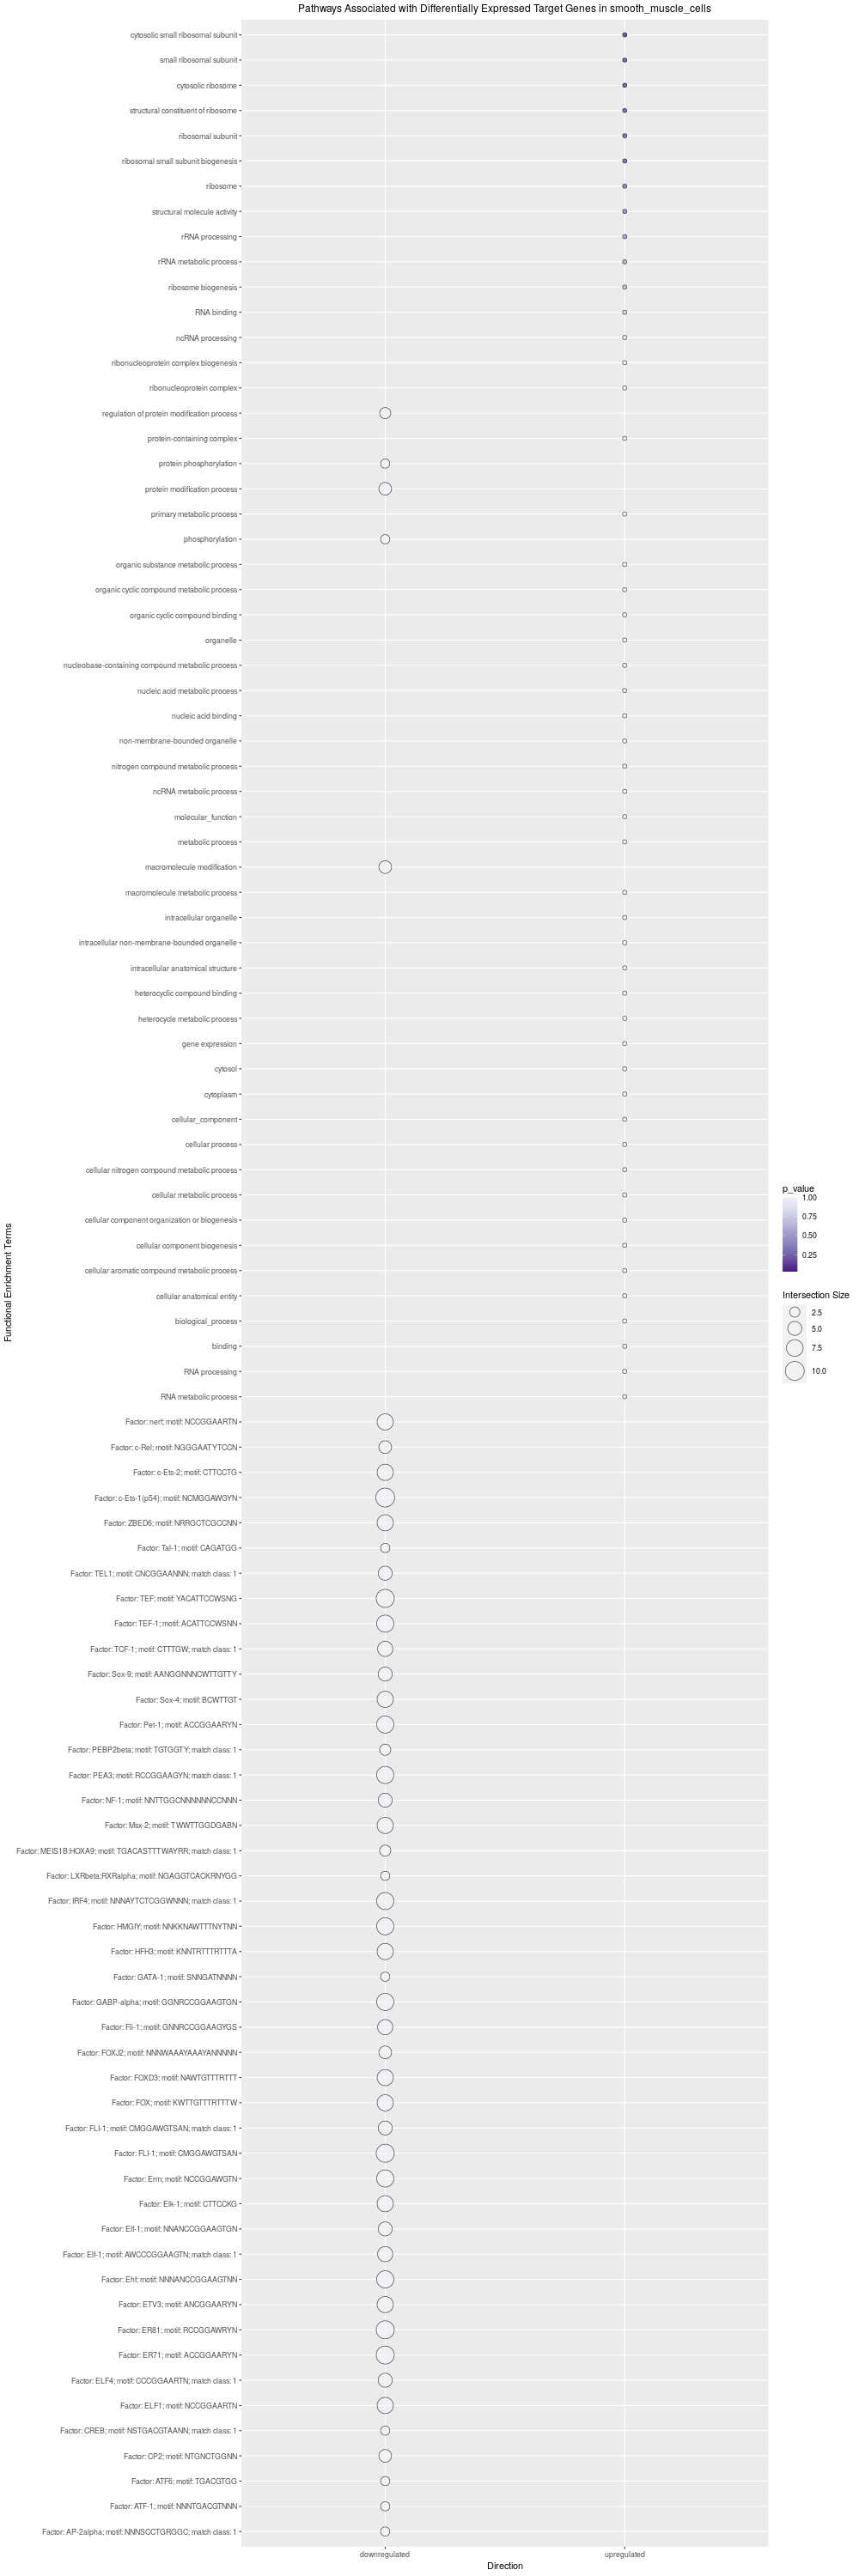 Pathways Associated with Differentially Expressed Target Genes in smooth_muscle_cells
cytosolic small ribosomal subunit
small ribosomal subunit
cytosolic ribosome
structural constituent of ribosome
ribosomal subunit
ribosomal small subunit biogenesis
ribosome
structural molecule activity
rRNA processing
rRNA metabolic process
ribosome biogenesis
RNA binding
ncRNA processing
ribonucleoprotein complex biogenesis
ribonucleoprotein complex
regulation of protein modification process
protein-containing complex
protein phosphorylation
protein modification process
primary metabolic process
phosphorylation
organic substance metabolic process
organic cyclic compound metabolic process
organic cyclic compound binding
organelle
nucleobase-containing compound metabolic process
nucleic acid metabolic process
nucleic acid binding
non-membrane-bounded organelle
nitrogen compound metabolic process
ncRNA metabolic process
molecular_function
metabolic process
macromolecule modification
macromolecule metabolic process
intracellular organelle
intracellular non-membrane-bounded organelle
intracellular anatomical structure
heterocyclic compound binding
heterocycle metabolic process
gene expression
cytosol
cytoplasm
cellular_component
cellular process
cellular nitrogen compound metabolic process
cellular metabolic process
cellular component organization or biogenesis
cellular component biogenesis
cellular aromatic compound metabolic process
cellular anatomical entity
biological_process
binding
RNA processing
RNA metabolic process
Factor: nerf; motif: NCCGGAARTN
Factor: c-Rel; motif: NGGGAATYTCCN
Factor: c-Ets-2; motif: CTTCCTG
Factor: c-Ets-1(p54); motif: NCMGGAWGYN
Factor: ZBED6; motif: NRRGCTCGCCNN
Factor: Tal-1; motif: CAGATGG
Factor: TEL1; motif: CNCGGAANNN; match class: 1
Factor: TEF; motif: YACATTCCWSNG
Factor: TEF-1; motif: ACATTCCWSNN
Factor: TCF-1; motif: CTTTGW; match class: 1
Factor: Sox-9; motif: AANGGNNNCWTTGTTY
Factor: Sox-4; motif: BCWTTGT
Factor: Pet-1; motif: ACCGGAARYN
Factor: PEBP2beta; motif: TGTGGTY; match class: 1
Factor: PEA3; motif: RCCGGAAGYN; match class: 1
Factor: NF-1; motif: NNTTGGCNNNNNNCCNNN
Factor: Msx-2; motif: TWWTTGGDGABN
Factor: MEIS1B:HOXA9; motif: TGACASTTTWAYRR; match class: 1
Factor: LXRbeta:RXRalpha; motif: NGAGGTCACKRNYGG
Factor: IRF4; motif: NNNAYTCTCGGWNNN; match class: 1
Factor: HMGIY; motif: NNKKNAWTTTNYTNN
Factor: HFH3; motif: KNNTRTTTRTTTA
Factor: GATA-1; motif: SNNGATNNNN
Factor: GABP-alpha; motif: GGNRCCGGAAGTGN
Factor: Fli-1; motif: GNNRCCGGAAGYGS
Factor: FOXJ2; motif: NNNWAAAYAAAYANNNNN
Factor: FOXD3; motif: NAWTGTTTRTTT
Factor: FOX; motif: KWTTGTTTRTTTW
Factor: FLI-1; motif: CMGGAWGTSAN; match class: 1
Factor: FLI-1; motif: CMGGAWGTSAN
Factor: Erm; motif: NCCGGAWGTN
Factor: Elk-1; motif: CTTCCKG
Factor: Elf-1; motif: NNANCCGGAAGTGN
Factor: Elf-1; motif: AWCCCGGAAGTN; match class: 1
Factor: Ehf; motif: NNNANCCGGAAGTNN
Factor: ETV3; motif: ANCGGAARYN
Factor: ER81; motif: RCCGGAWRYN
Factor: ER71; motif: ACCGGAARYN
Factor: ELF4; motif: CCCGGAARTN; match class: 1
Factor: ELF1; motif: NCCGGAARTN
Factor: CREB; motif: NSTGACGTAANN; match class: 1
Factor: CP2; motif: NTGNCTGGNN
Factor: ATF6; motif: TGACGTGG
Factor: ATF-1; motif: NNNTGACGTNNN
Factor: AP-2alpha; motif: NNNSCCTGRGGC; match class: 1
downregulated
upregulated
Direction
Functional Enrichment Terms
p_value
1.00
0.75
0.50
0.25
Intersection Size
2.5
5.0
7.5
10.0